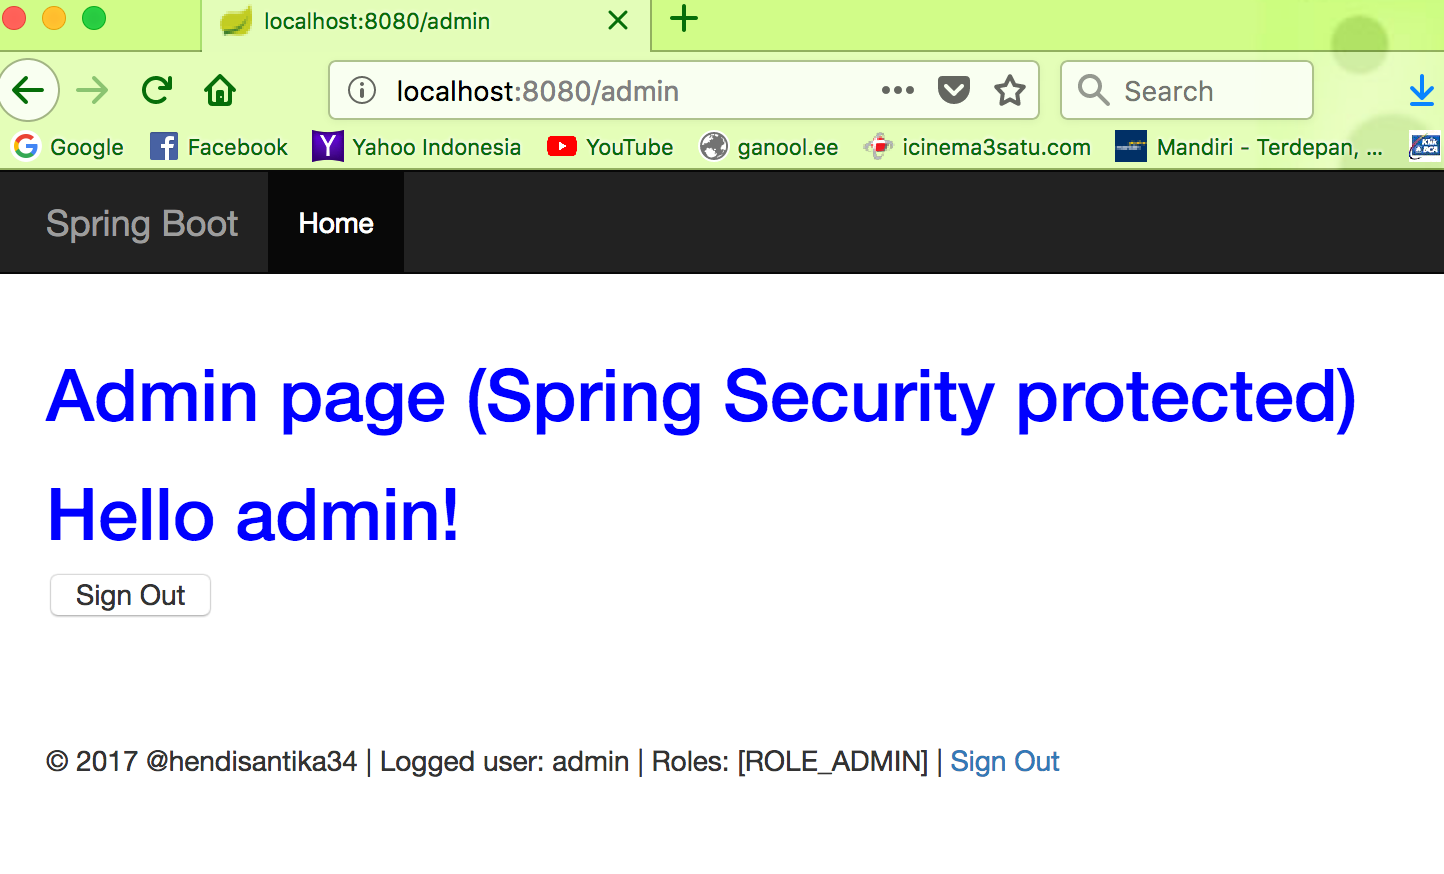 localhost:8080/admin
localhost:8080/admin
Search
Google Facebook Yahoo Indonesia YouTube ganool.ee icinema3satu.com Mandiri - Terdepan, ... Klik BCA
Spring Boot Home
Admin page (Spring Security protected)
Hello admin!
Sign Out
© 2017 @hendisantika34 | Logged user: admin | Roles: [ROLE_ADMIN] | Sign Out